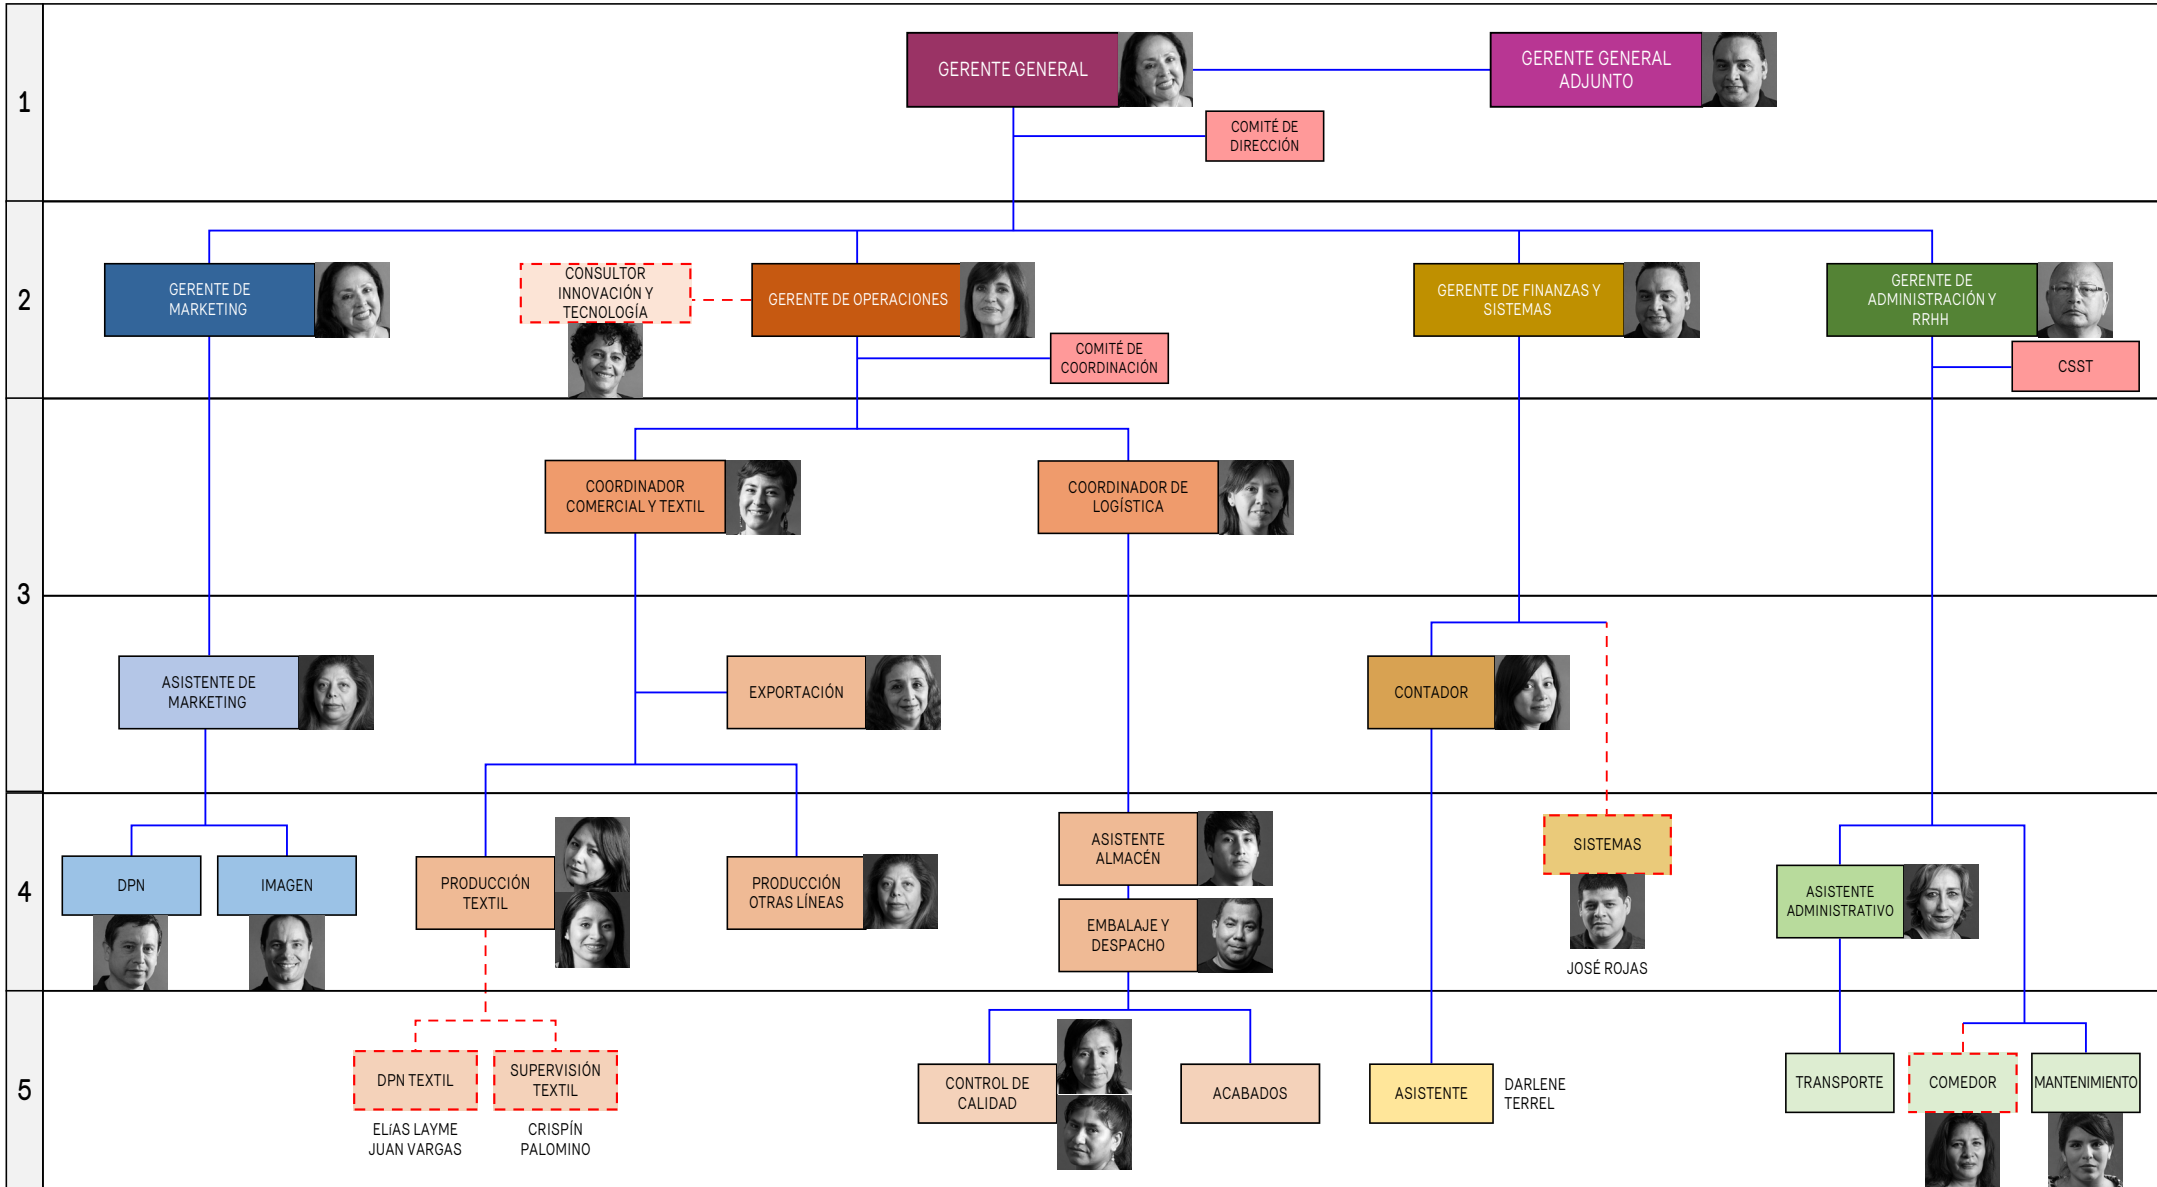 1
GERENTE GENERAL
GERENTE GENERAL
ADJUNTO
COMITÉ DE
DIRECCIÓN
2
GERENTE DE
MARKETING
CONSULTOR
INNOVACIÓN Y
TECNOLOGÍA
GERENTE DE OPERACIONES
GERENTE DE FINANZAS Y
SISTEMAS
GERENTE DE
ADMINISTRACIÓN Y
RRHH
COMITÉ DE
COORDINACIÓN
CSST
3
COORDINADOR
COMERCIAL Y TEXTIL
COORDINADOR DE
LOGÍSTICA
ASISTENTE DE
MARKETING
EXPORTACIÓN
CONTADOR
4
DPN
IMAGEN
PRODUCCIÓN
TEXTIL
PRODUCCIÓN
OTRAS LÍNEAS
ASISTENTE
ALMACÉN
EMBALAJE Y
DESPACHO
SISTEMAS
JOSÉ ROJAS
ASISTENTE
ADMINISTRATIVO
5
DPN TEXTIL
ELíAS LAYME
JUAN VARGAS
SUPERVISIÓN
TEXTIL
CRISPÍN
PALOMINO
CONTROL DE
CALIDAD
ACABADOS
ASISTENTE
DARLENE
TERREL
TRANSPORTE
COMEDOR
MANTENIMIENTO